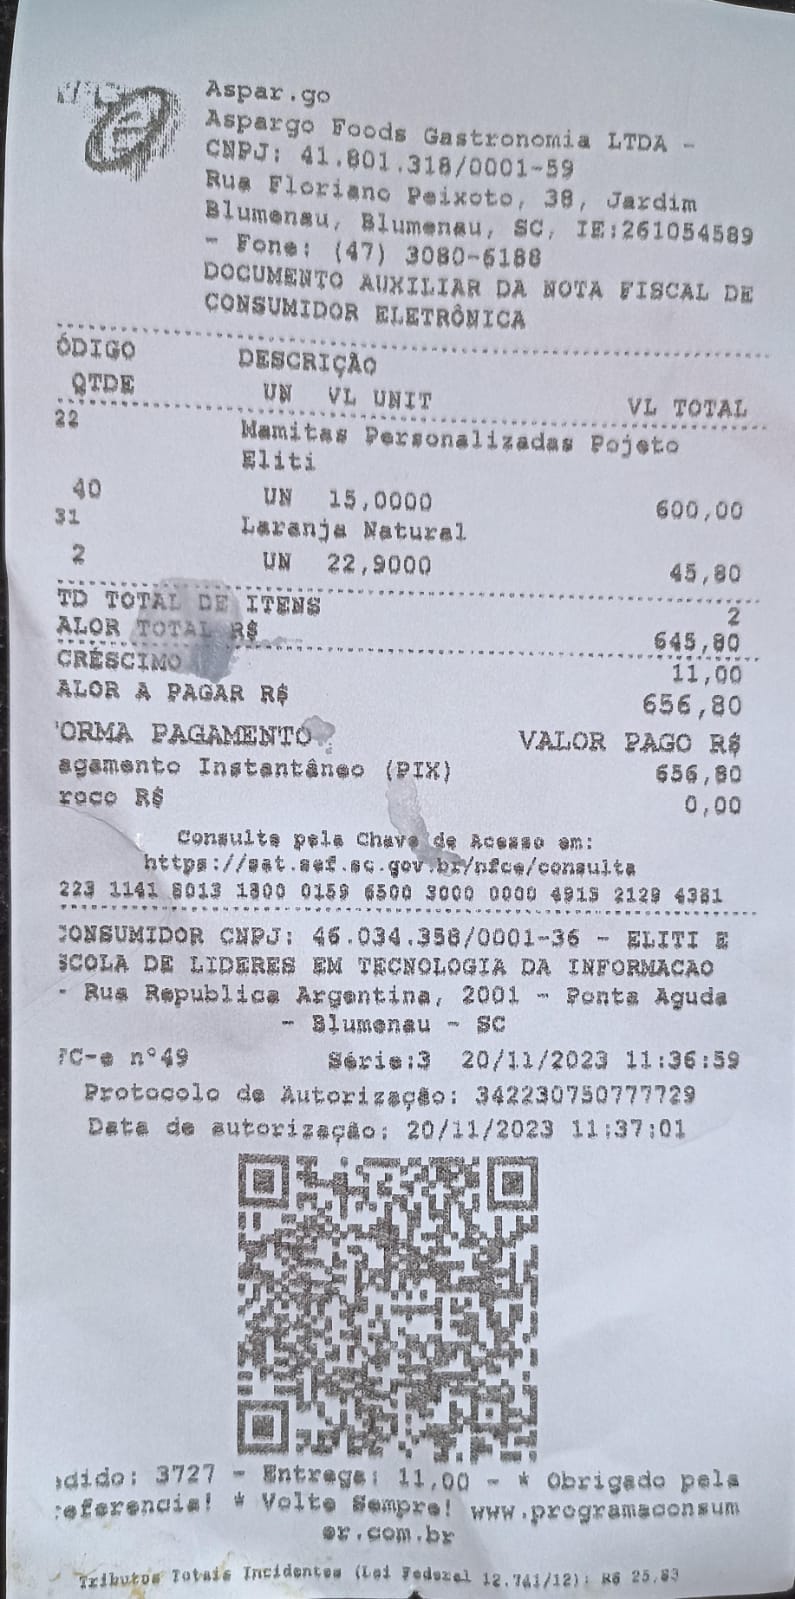 Aspar.go
Aspargo Foods Gastronomia LTDA -
CNPJ: 41.801.318/0001-59
Rua Floriano Peixoto, 38, Jardim
Blumenau, Blumenau, SC, IE:261054589
- Fone: (47) 3080-6188
DOCUMENTO AUXILIAR DA NOTA FISCAL DE
CONSUMIDOR ELETRÔNICA
ÓDIGO DESCRIÇÃO
QTDE UN VL UNIT VL TOTAL
22 Mamitas Personalizadas Pojeto
Eliti
40 UN 15,0000 600,00
31 Laranja Natural
2 UN 22,9000 45,80
TD TOTAL DE ITENS 2
ALOR TOTAL R$ 645,80
CRÉSCIMO 11,00
ALOR A PAGAR R$ 656,80
ORMA PAGAMENTO VALOR PAGO R$
agamento Instantâneo (PIX) 656,80
roco R$ 0,00
Consulte pela Chave de Acesso em:
https://sat.sef.sc.gov.br/nfce/consulta
223 1141 8013 1800 0159 6500 3000 0000 4915 2129 4381
CONSUMIDOR CNPJ: 46.034.358/0001-36 - ELITI E
SCOLA DE LIDERES EM TECNOLOGIA DA INFORMACAO
- Rua Republica Argentina, 2001 - Ponta Aguda
- Blumenau - SC
FC-e n°49 Série:3 20/11/2023 11:36:59
Protocolo de Autorização: 342230750777729
Data de autorização: 20/11/2023 11:37:01
edido: 3727 - Entrega: 11,00 - * Obrigado pela
referencia! * Volte Sempre! www.programaconsum
er.com.br
Tributos Totais Incidentes (Lei Federal 12.741/12): R$ 25,83